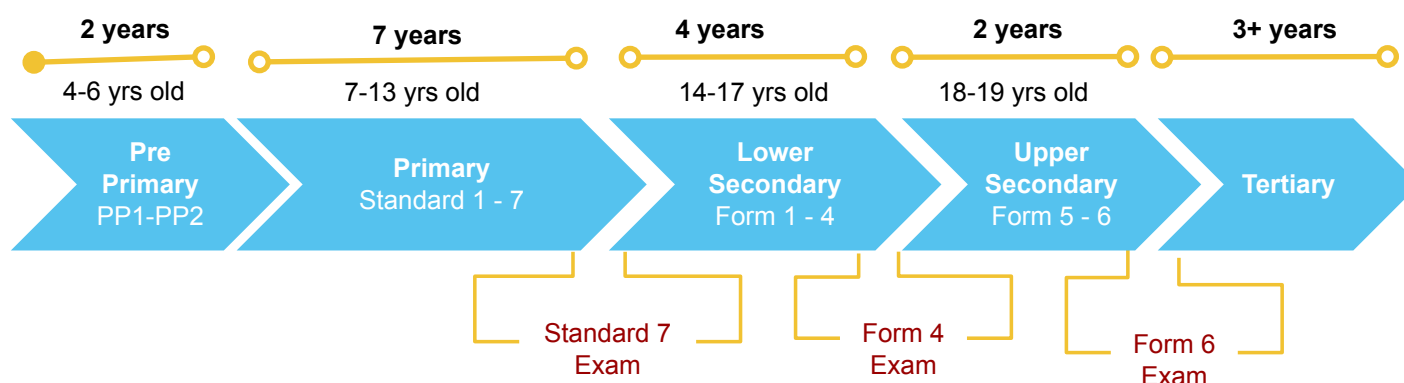 2 years
7 years
4 years
2 years
3+ years
4-6 yrs old
7-13 yrs old
14-17 yrs old
18-19 yrs old
Pre
Primary
PP1-PP2
Primary
Standard 1 - 7
Lower
Secondary
Form 1 - 4
Upper
Secondary
Form 5 - 6
Tertiary
Standard 7
Exam
Form 4
Exam
Form 6
Exam